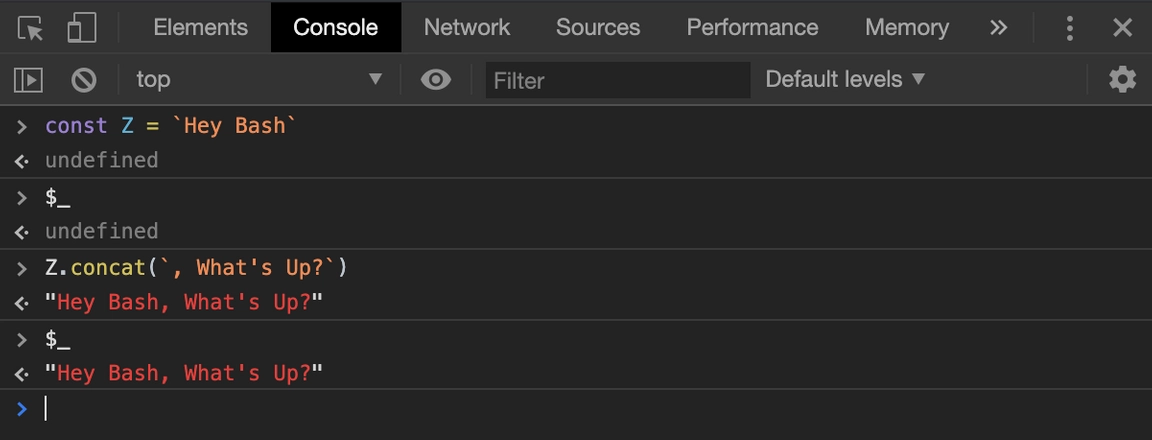 Elements Console Network Sources Performance Memory »
top Filter Default levels
> const Z = `Hey Bash`
undefined
> $_
undefined
> Z.concat(`, What's Up?`)
"Hey Bash, What's Up?"
> $_
"Hey Bash, What's Up?"
>